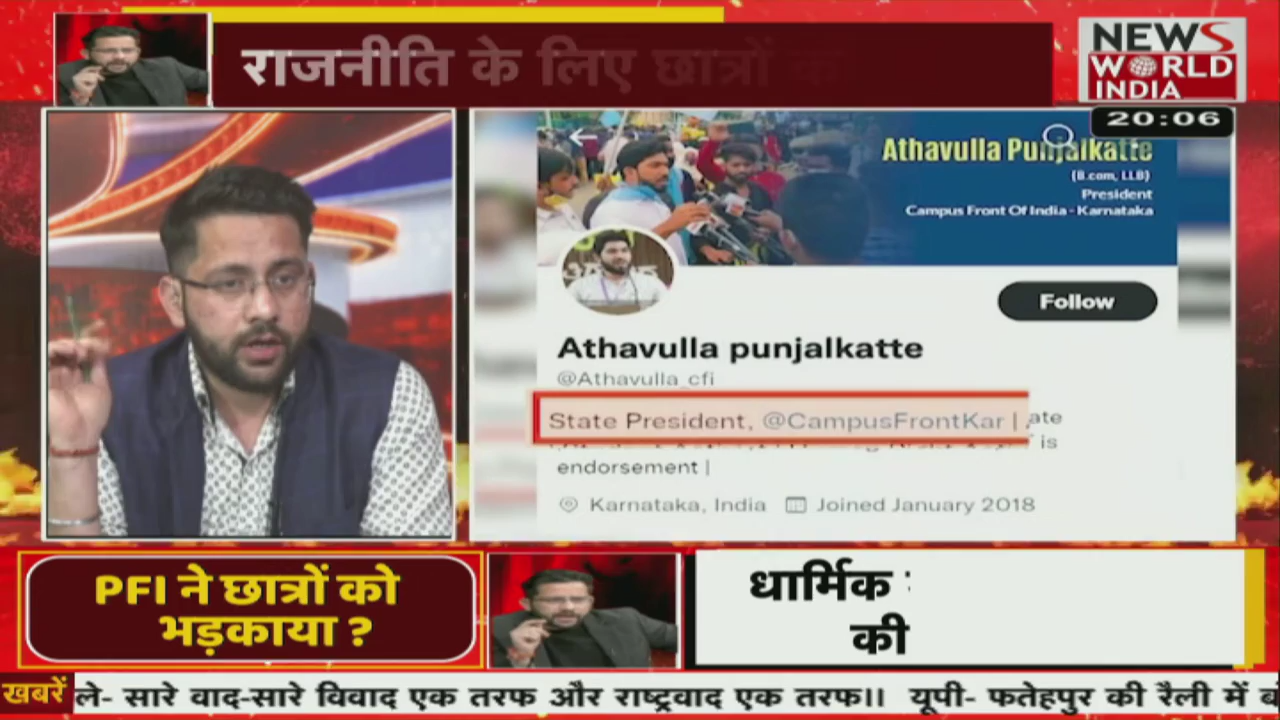 राजनीति के लिए छात्रों को
NEWS
WORLD
INDIA
20:06
Athavulla Punjalkatte
(B.com, LLB)
President
Campus Front Of India - Karnataka
Follow
Athavulla punjalkatte
@Athavulla_cfi
State President, @CampusFrontKar |
ate
is
endorsement |
Karnataka, India
Joined January 2018
PFI ने छात्रों को
भड़काया ?
धार्मिक
की
खबरें
ले- सारे वाद-सारे विवाद एक तरफ और राष्ट्रवाद एक तरफ।। यूपी- फतेहपुर की रैली में